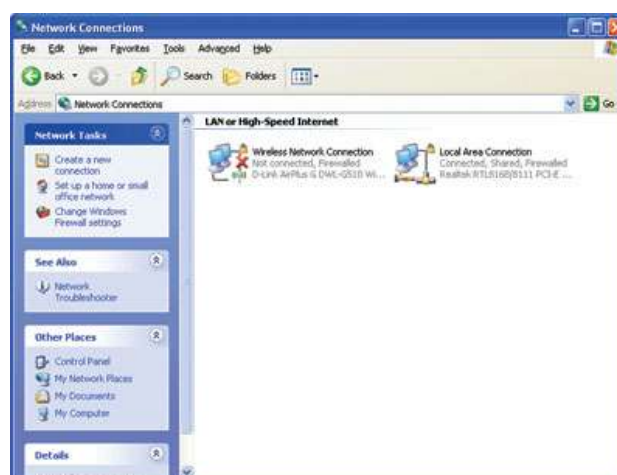 Network Connections
File Edit View Favorites Tools Advanced Help
Back Search Folders
Address Network Connections Go
Network Tasks
Create a new
connection
Set up a home or small
office network
Change Windows
Firewall settings
See Also
Network
Troubleshooter
Other Places
Control Panel
My Network Places
My Documents
My Computer
Details
LAN or High-Speed Internet
Wireless Network Connection
Not connected, Firewalled
D-Link AirPlus G DWL-G510 Wi...
Local Area Connection
Connected, Shared, Firewalled
Realtek RTL8168/8111 PCI-E ...